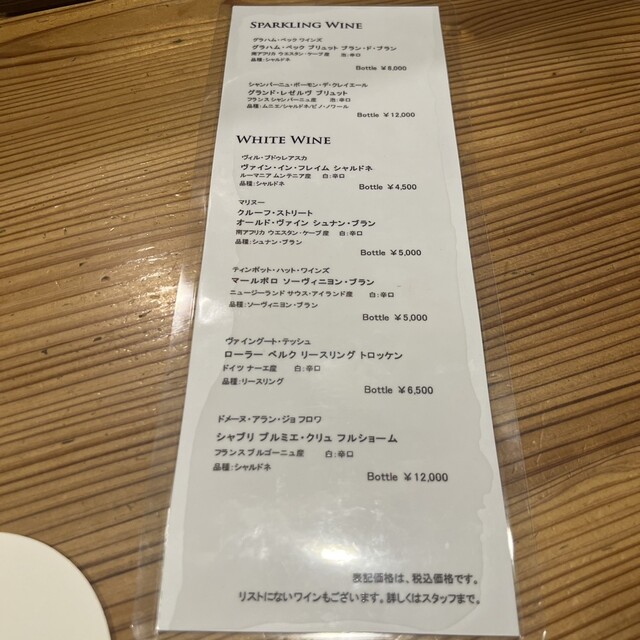 SPARKLING WINE
グラハム・ベック ワインズ
グラハム・ベック ブリュット ブラン・ド・ブラン
南アフリカ ウエスタン・ケープ産 泡:辛口
品種:シャルドネ
Bottle ¥8,000
シャンパーニュ・ボーモン・デ・クレイエール
グランド・レゼルヴ ブリュット
フランス シャンパーニュ産 泡:辛口
品種:ムニエ/シャルドネ/ピノ・ノワール
Bottle ¥12,000
WHITE WINE
ヴィル・ブドゥレアスカ
ヴァイン・イン・フレイム シャルドネ
ルーマニア ムンテニア産 白:辛口
品種:シャルドネ
Bottle ¥4,500
マリヌー
クルーフ・ストリート
オールド・ヴァイン シュナン・ブラン
南アフリカ ウエスタン・ケープ産 白:辛口
品種:シュナン・ブラン
Bottle ¥5,000
ティンポット・ハット・ワインズ
マールボロ ソーヴィニヨン・ブラン
ニュージーランド サウス・アイランド産 白:辛口
品種:ソーヴィニヨン・ブラン
Bottle ¥5,000
ヴァイングート・テッシュ
ローラー ベルク リースリング トロッケン
ドイツ ナーエ産 白:辛口
品種:リースリング
Bottle ¥6,500
ドメーヌ・アラン・ジョフロワ
シャブリ プルミエ・クリュ フルショーム
フランス ブルゴーニュ産 白:辛口
品種:シャルドネ
Bottle ¥12,000
表記価格は、税込価格です。
リストにないワインもございます。詳しくはスタッフまで。